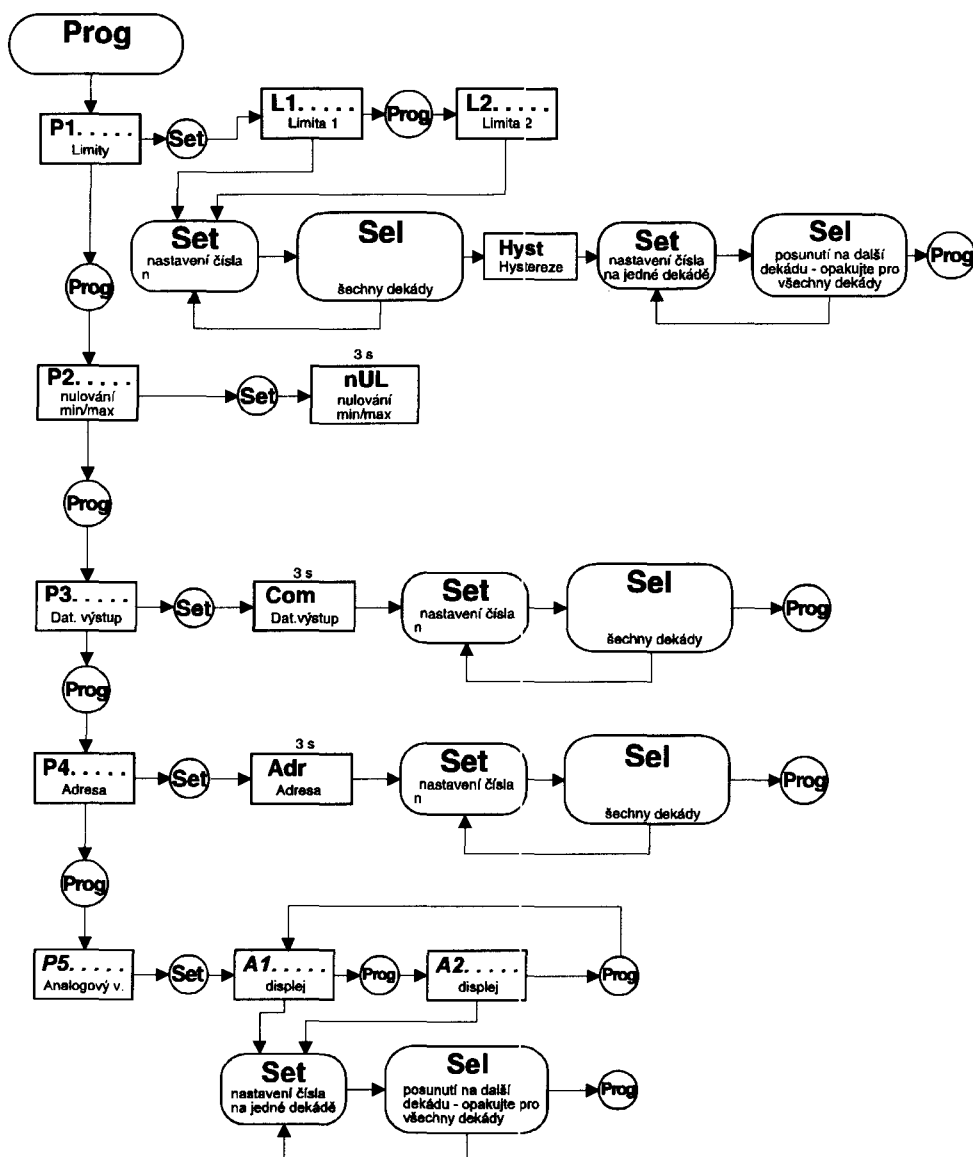 Prog
P1.....
Limity
Set
L1.....
Limita 1
Prog
L2.....
Limita 2
Set
nastavení čísla
n
Sel
šechny dekády
Hyst
Hystereze
Set
nastavení čísla
na jedné dekádě
Sel
posunutí na další
dekádu - opakujte pro
všechny dekády
Prog
Prog
P2.....
nulování
min/max
Set
3 s
nUL
nulování
min/max
Prog
P3.....
Dat. výstup
Set
3 s
Com
Dat.výstup
Set
nastavení čísla
n
Sel
šechny dekády
Prog
Prog
P4.....
Adresa
Set
3 s
Adr
Adresa
Set
nastavení čísla
n
Sel
šechny dekády
Prog
Prog
P5.....
Analogový v.
Set
A1.....
displej
Prog
A2.....
displej
Prog
Set
nastavení čísla
na jedné dekádě
Sel
posunutí na další
dekádu - opakujte pro
všechny dekády
Prog